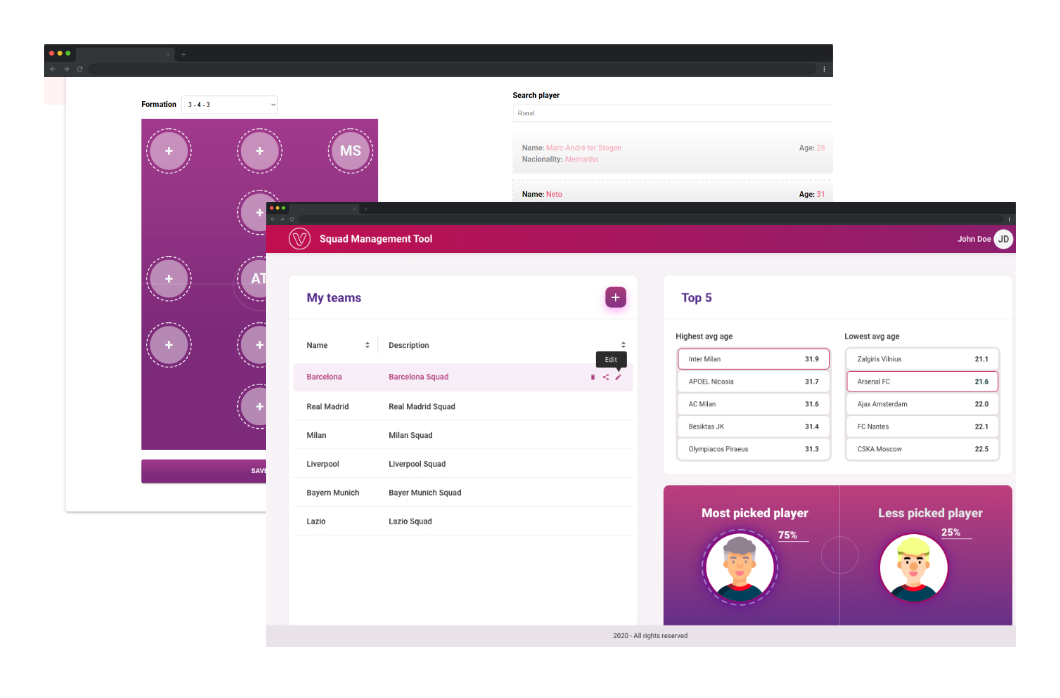 Formation 3 - 4 - 3
+ + MS
+
+ AT
+ +
+
SAVE
Search player
Ronal.
Name: Marc-André ter Stegen Age: 28
Nacionality: Alemanha
Name: Neto Age: 31
Squad Management Tool
John Doe JD
My teams
+
Name Description
Edit
Barcelona Barcelona Squad
Real Madrid Real Madrid Squad
Milan Milan Squad
Liverpool Liverpool Squad
Bayern Munich Bayer Munich Squad
Lazio Lazio Squad
Top 5
Highest avg age
Inter Milan 31.9
APOEL Nicosia 31.7
AC Milan 31.6
Besiktas JK 31.4
Olympiacos Piraeus 31.3
Lowest avg age
Zalgiris Vilnius 21.1
Arsenal FC 21.6
Ajax Amsterdam 22.0
FC Nantes 22.1
CSKA Moscow 22.5
Most picked player
75%
Less picked player
25%
2020 - All rights reserved